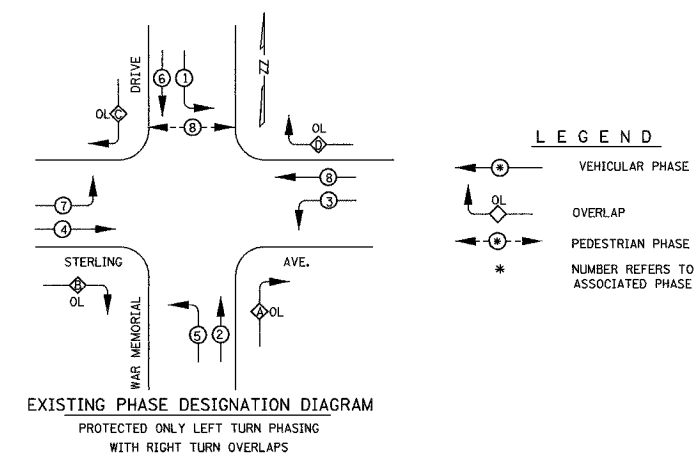 DRIVE
6
1
N
OL C
8
OL
D
7
8
3
4
STERLING
AVE.
B
OL
WAR MEMORIAL
5
2
A OL
EXISTING PHASE DESIGNATION DIAGRAM
PROTECTED ONLY LEFT TURN PHASING
WITH RIGHT TURN OVERLAPS
LEGEND
* VEHICULAR PHASE
OL
OVERLAP
* PEDESTRIAN PHASE
* NUMBER REFERS TO
ASSOCIATED PHASE